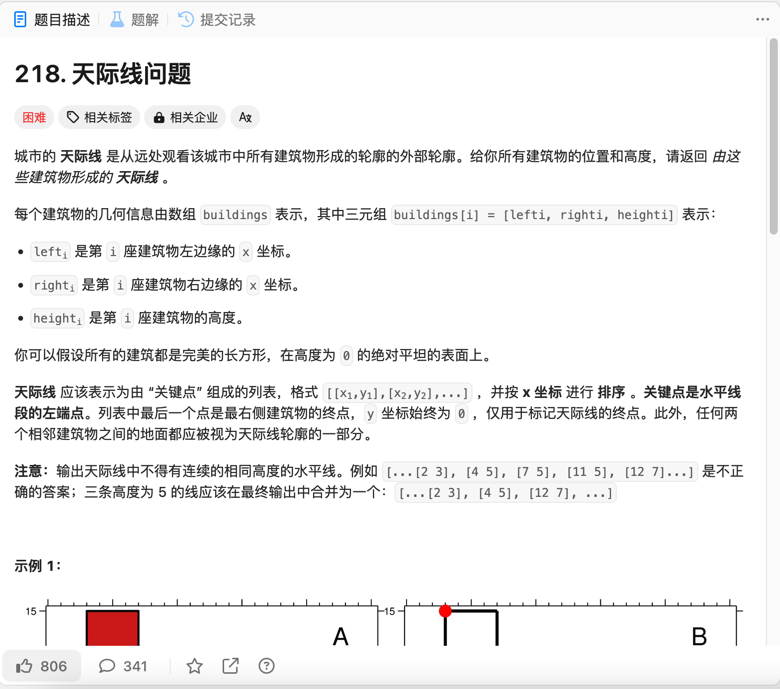 题目描述 题解 提交记录
218. 天际线问题
困难 相关标签 相关企业 Aχ
城市的 天际线 是从远处观看该城市中所有建筑物形成的轮廓的外部轮廓。给你所有建筑物的位置和高度，请返回 由这
些建筑物形成的 天际线 。
每个建筑物的几何信息由数组 buildings 表示，其中三元组 buildings[i] = [lefti, righti, heighti] 表示：
• leftᵢ 是第 i 座建筑物左边缘的 x 坐标。
• rightᵢ 是第 i 座建筑物右边缘的 x 坐标。
• heightᵢ 是第 i 座建筑物的高度。
你可以假设所有的建筑都是完美的长方形，在高度为 0 的绝对平坦的表面上。
天际线 应该表示为由 “关键点” 组成的列表，格式 [[x₁,y₁],[x₂,y₂],...] ，并按 x 坐标 进行 排序 。关键点是水平线
段的左端点。列表中最后一个点是最右侧建筑物的终点，y 坐标始终为 0 ，仅用于标记天际线的终点。此外，任何两
个相邻建筑物之间的地面都应被视为天际线轮廓的一部分。
注意：输出天际线中不得有连续的相同高度的水平线。例如 [...[2 3], [4 5], [7 5], [11 5], [12 7]...] 是不正
确的答案；三条高度为 5 的线应该在最终输出中合并为一个：[...[2 3], [4 5], [12 7], ...]
示例 1：
15 15
A B
806 341